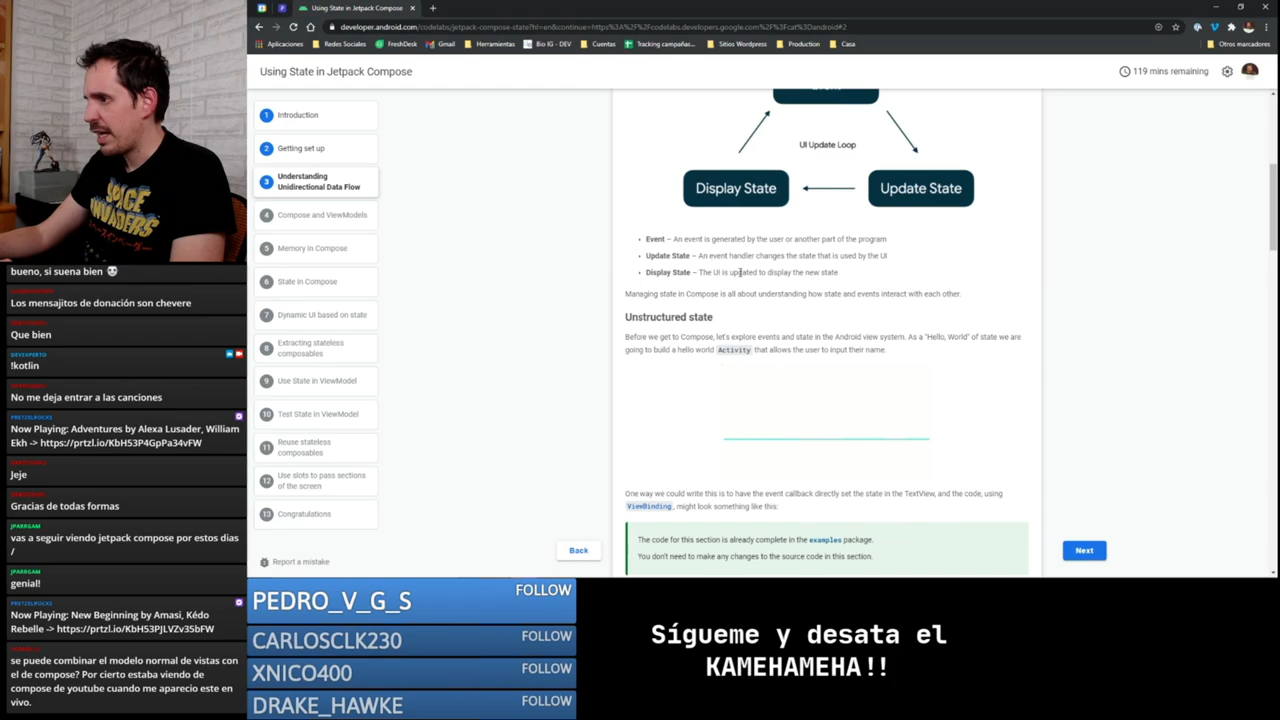 Using State in Jetpack Compose
developer.android.com/codelabs/jetpack-compose-state?hl=en&continue=https%3A%2F%2Fcodelabs.developers.google.com%2F%3Fcat%3Dandroid#2
Aplicaciones
Redes Sociales
FreshDesk
Gmail
Herramientas
Bio IG - DEV
Cuentas
Tracking campañas...
Sitios Wordpress
Production
Casa
Otros marcadores
Using State in Jetpack Compose
119 mins remaining
1 Introduction
2 Getting set up
3 Understanding
Unidirectional Data Flow
4 Compose and ViewModels
5 Memory in Compose
6 State in Compose
7 Dynamic UI based on state
8 Extracting stateless
composables
9 Use State in ViewModel
10 Test State in ViewModel
11 Reuse stateless
composables
12 Use slots to pass sections
of the screen
13 Congratulations
Report a mistake
UI Update Loop
Display State
Update State
Event – An event is generated by the user or another part of the program
Update State – An event handler changes the state that is used by the UI
Display State – The UI is updated to display the new state
Managing state in Compose is all about understanding how state and events interact with each other.
Unstructured state
Before we get to Compose, let's explore events and state in the Android view system. As a "Hello, World" of state we are
going to build a hello world Activity that allows the user to input their name.
One way we could write this is to have the event callback directly set the state in the TextView, and the code, using
ViewBinding, might look something like this:
The code for this section is already complete in the examples package.
You don't need to make any changes to the source code in this section.
Back
Next
SPACE
INVADERS
bueno, si suena bien 💀
Los mensajitos de donación son chevere
Que bien
DEVEXPERTO
!kotlin
No me deja entrar a las canciones
PRETZELROCKS
Now Playing: Adventures by Alexa Lusader, William
Ekh -> https://prtzl.io/KbH53P4GpPa34vFW
Jeje
Gracias de todas formas
JPARRGAM
vas a seguir viendo jetpack compose por estos dias
/
JPARRGAM
genial!
PRETZELROCKS
Now Playing: New Beginning by Amasi, Kédo
Rebelle -> https://prtzl.io/KbH53PJLVZv35bFW
se puede combinar el modelo normal de vistas con
el de compose? Por cierto estaba viendo de
compose de youtube cuando me aparecio este en
vivo.
PEDRO_V_G_S FOLLOW
CARLOSCLK230 FOLLOW
XNICO400 FOLLOW
DRAKE_HAWKE FOLLOW
Sígueme y desata el
KAMEHAMEHA!!